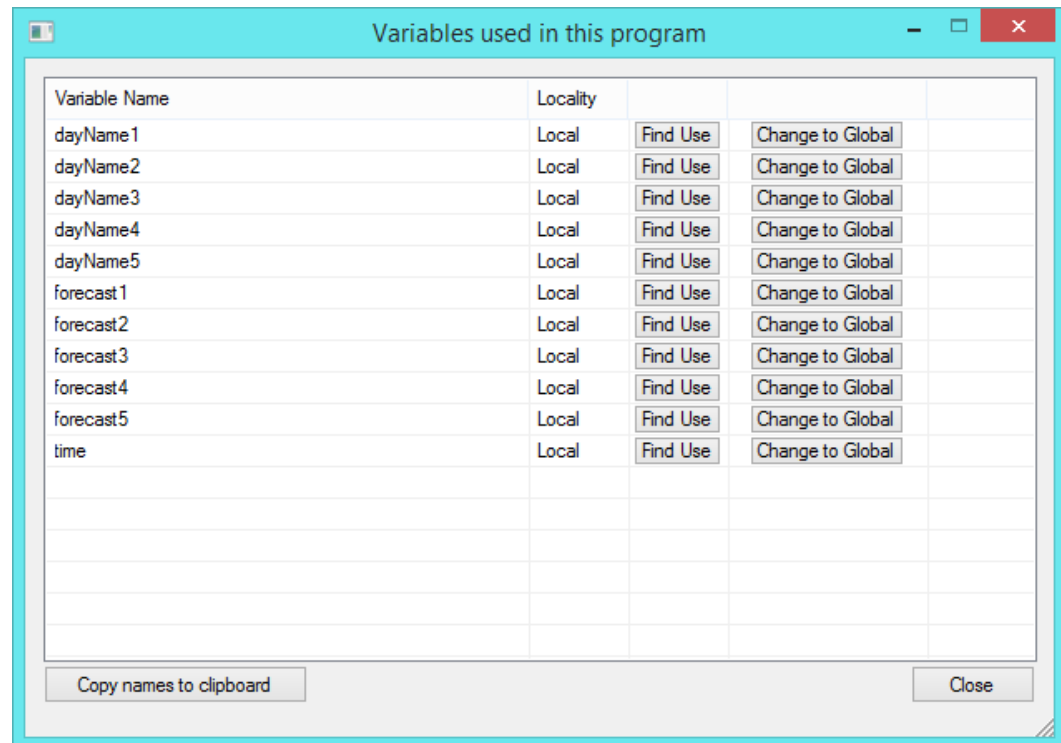 Variables used in this program
Variable Name Locality
dayName1 Local Find Use Change to Global
dayName2 Local Find Use Change to Global
dayName3 Local Find Use Change to Global
dayName4 Local Find Use Change to Global
dayName5 Local Find Use Change to Global
forecast1 Local Find Use Change to Global
forecast2 Local Find Use Change to Global
forecast3 Local Find Use Change to Global
forecast4 Local Find Use Change to Global
forecast5 Local Find Use Change to Global
time Local Find Use Change to Global
Copy names to clipboard Close